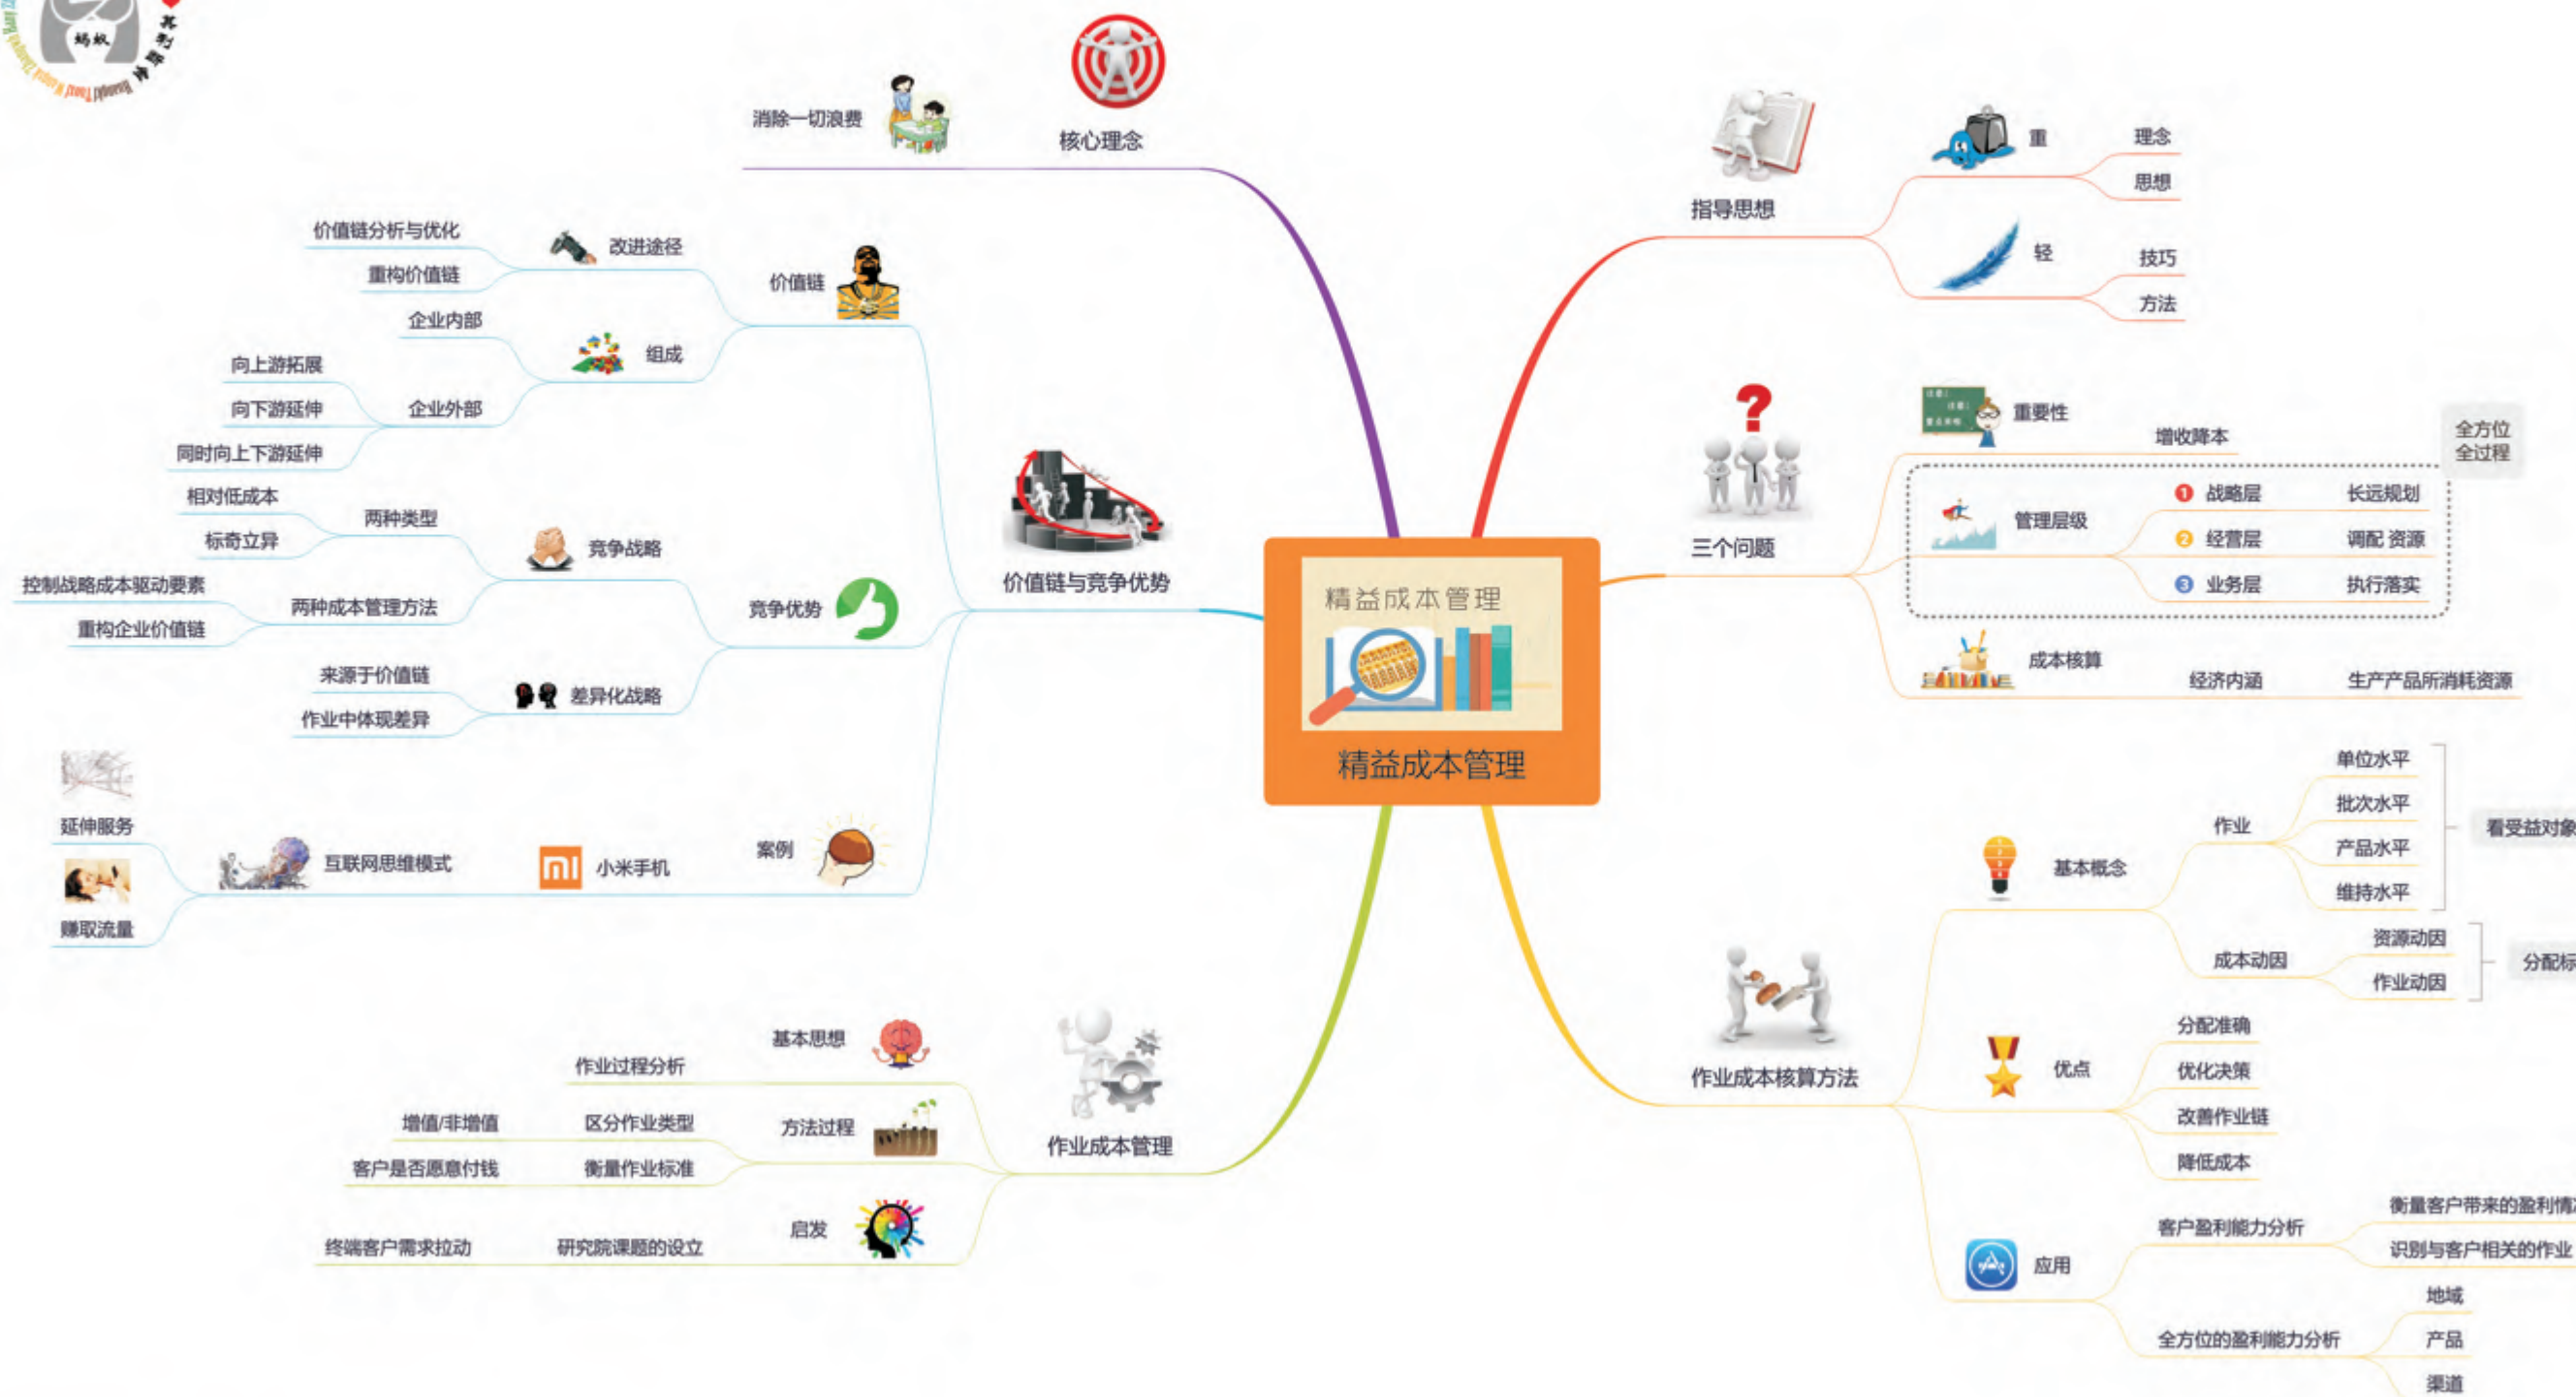 蚂蚁
精益成本管理
精益成本管理
指导思想
重
理念
思想
轻
技巧
方法
三个问题
重要性
增收降本
管理层级
1 战略层
长远规划
2 经营层
调配 资源
3 业务层
执行落实
全方位
全过程
成本核算
经济内涵
生产产品所消耗资源
作业成本核算方法
基本概念
作业
单位水平
批次水平
产品水平
维持水平
看受益对象
成本动因
资源动因
作业动因
分配标
优点
分配准确
优化决策
改善作业链
降低成本
应用
客户盈利能力分析
衡量客户带来的盈利情
识别与客户相关的作业
全方位的盈利能力分析
地域
产品
渠道
核心理念
消除一切浪费
价值链与竞争优势
价值链
改进途径
价值链分析与优化
重构价值链
组成
企业内部
企业外部
向上游拓展
向下游延伸
同时向上下游延伸
竞争优势
竞争战略
两种类型
相对低成本
标奇立异
两种成本管理方法
控制战略成本驱动要素
重构企业价值链
差异化战略
来源于价值链
作业中体现差异
案例
小米手机
互联网思维模式
延伸服务
赚取流量
作业成本管理
基本思想
作业过程分析
方法过程
区分作业类型
增值/非增值
衡量作业标准
客户是否愿意付钱
启发
研究院课题的设立
终端客户需求拉动